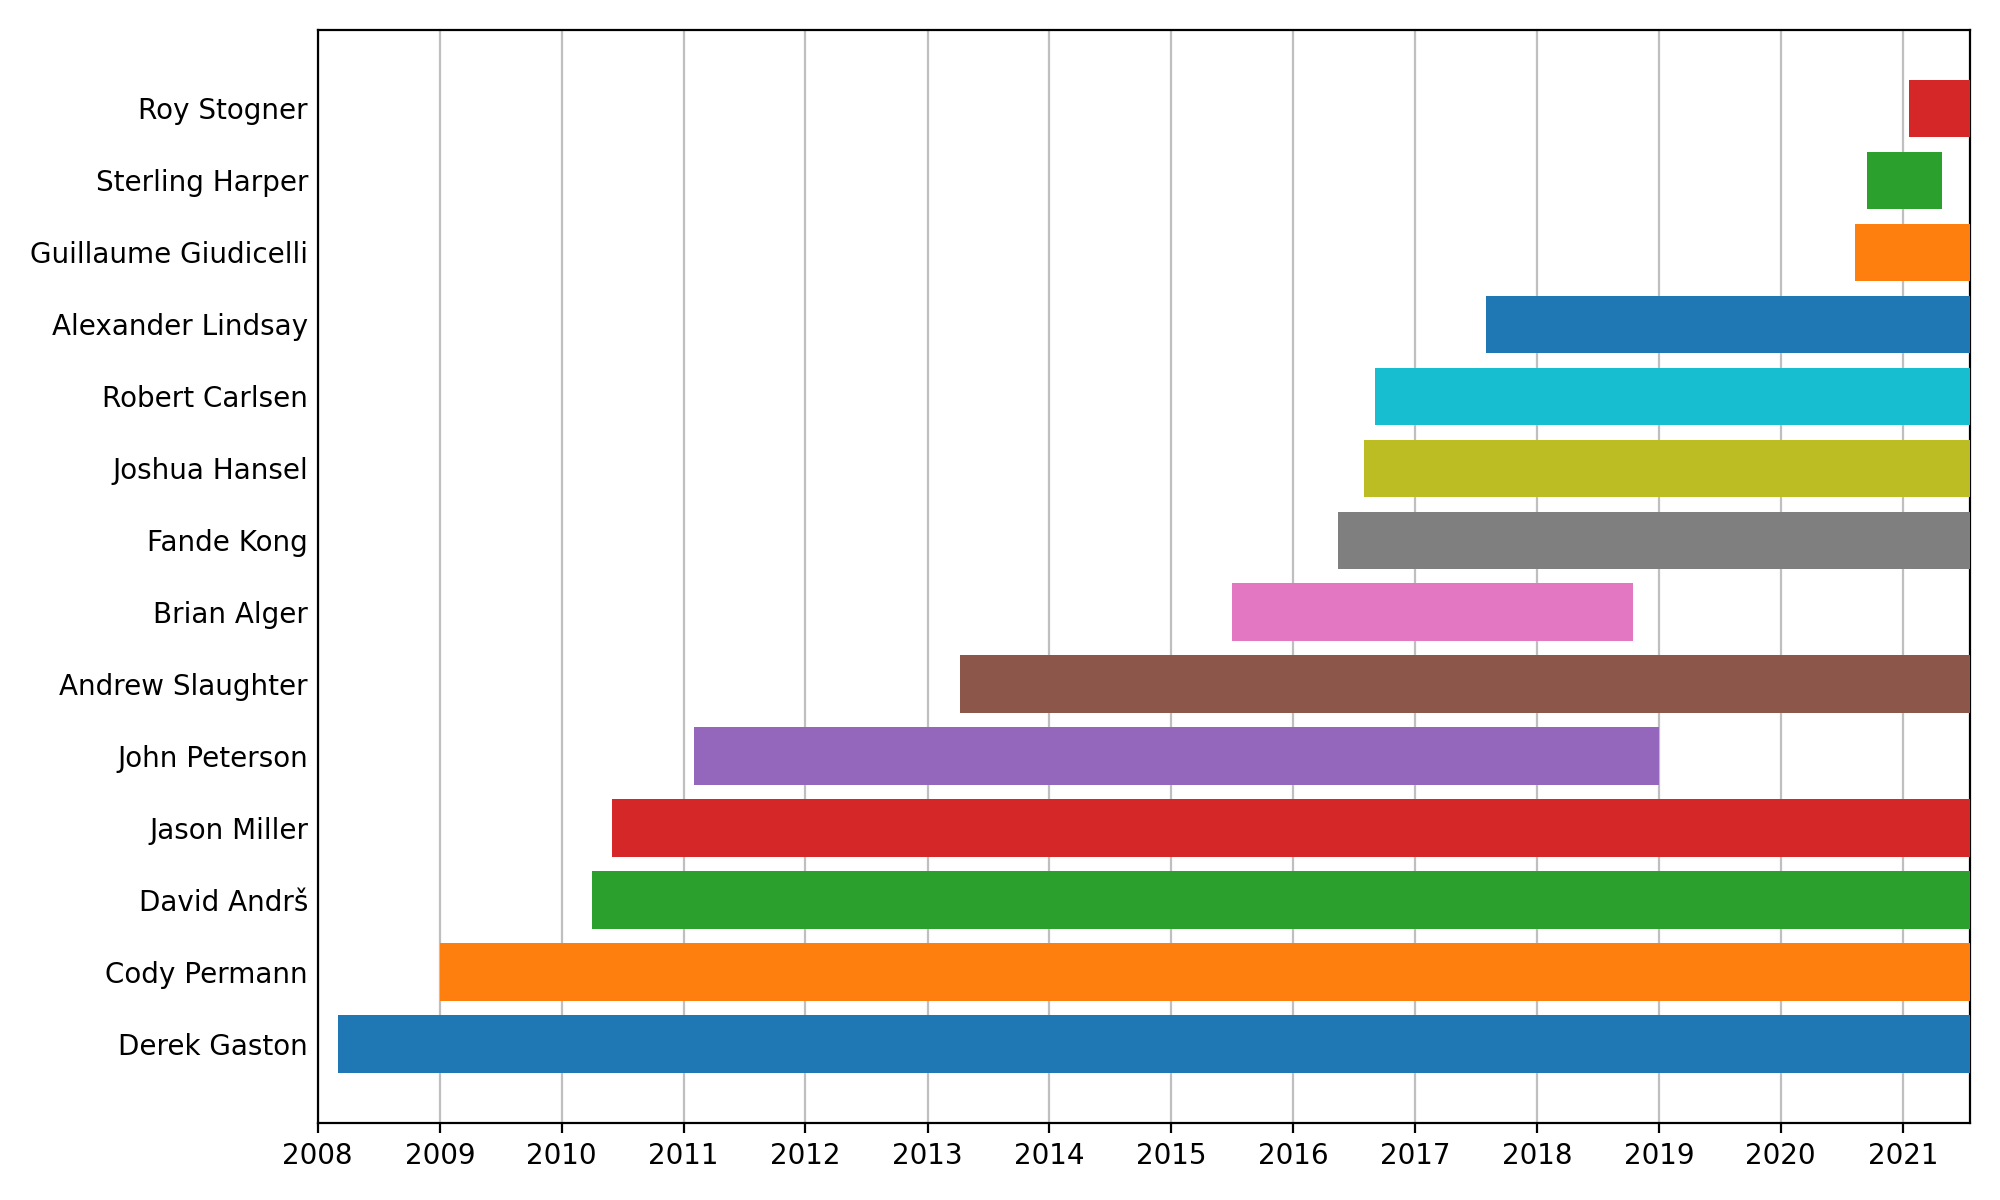 Roy Stogner
Sterling Harper
Guillaume Giudicelli
Alexander Lindsay
Robert Carlsen
Joshua Hansel
Fande Kong
Brian Alger
Andrew Slaughter
John Peterson
Jason Miller
David Andrš
Cody Permann
Derek Gaston
2008 2009 2010 2011 2012 2013 2014 2015 2016 2017 2018 2019 2020 2021